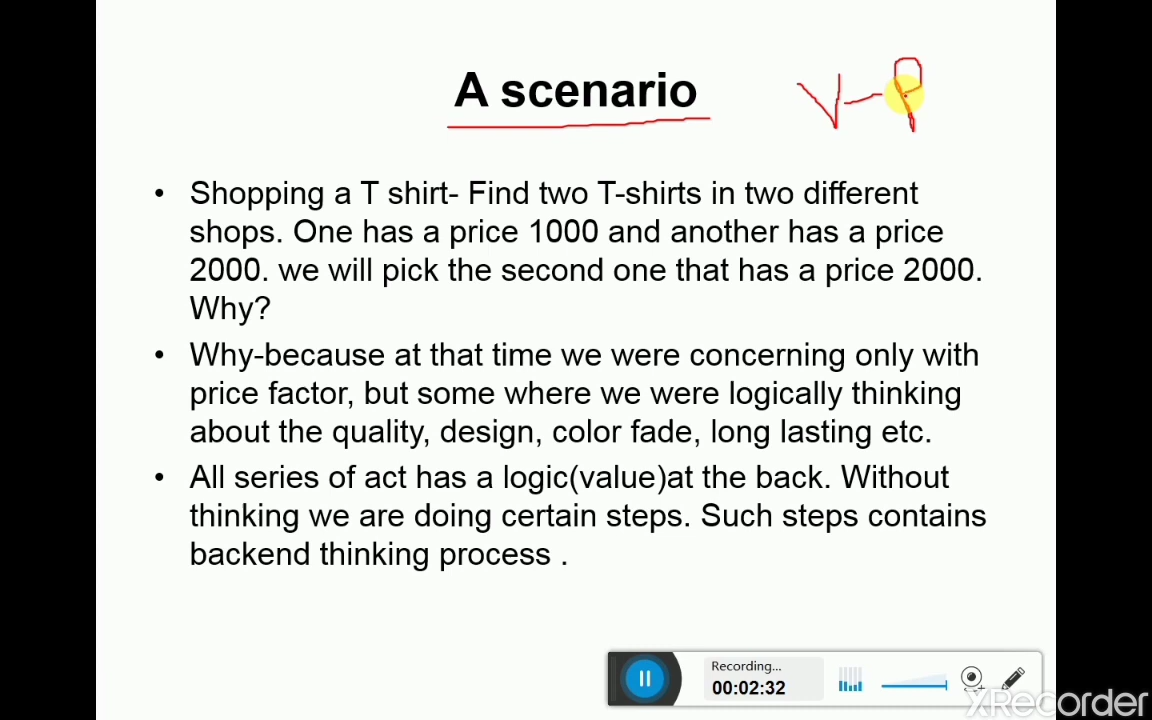 A scenario
V-P
• Shopping a T shirt- Find two T-shirts in two different
shops. One has a price 1000 and another has a price
2000. we will pick the second one that has a price 2000.
Why?
• Why-because at that time we were concerning only with
price factor, but some where we were logically thinking
about the quality, design, color fade, long lasting etc.
• All series of act has a logic(value)at the back. Without
thinking we are doing certain steps. Such steps contains
backend thinking process .
Recording...
00:02:32
XRecorder